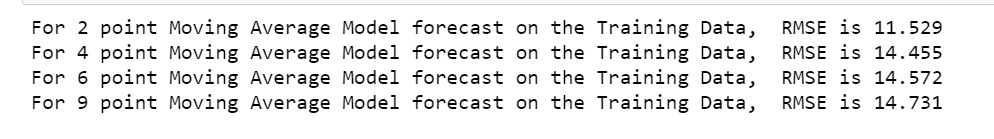 For 2 point Moving Average Model forecast on the Training Data,  RMSE is 11.529
For 4 point Moving Average Model forecast on the Training Data,  RMSE is 14.455
For 6 point Moving Average Model forecast on the Training Data,  RMSE is 14.572
For 9 point Moving Average Model forecast on the Training Data,  RMSE is 14.731